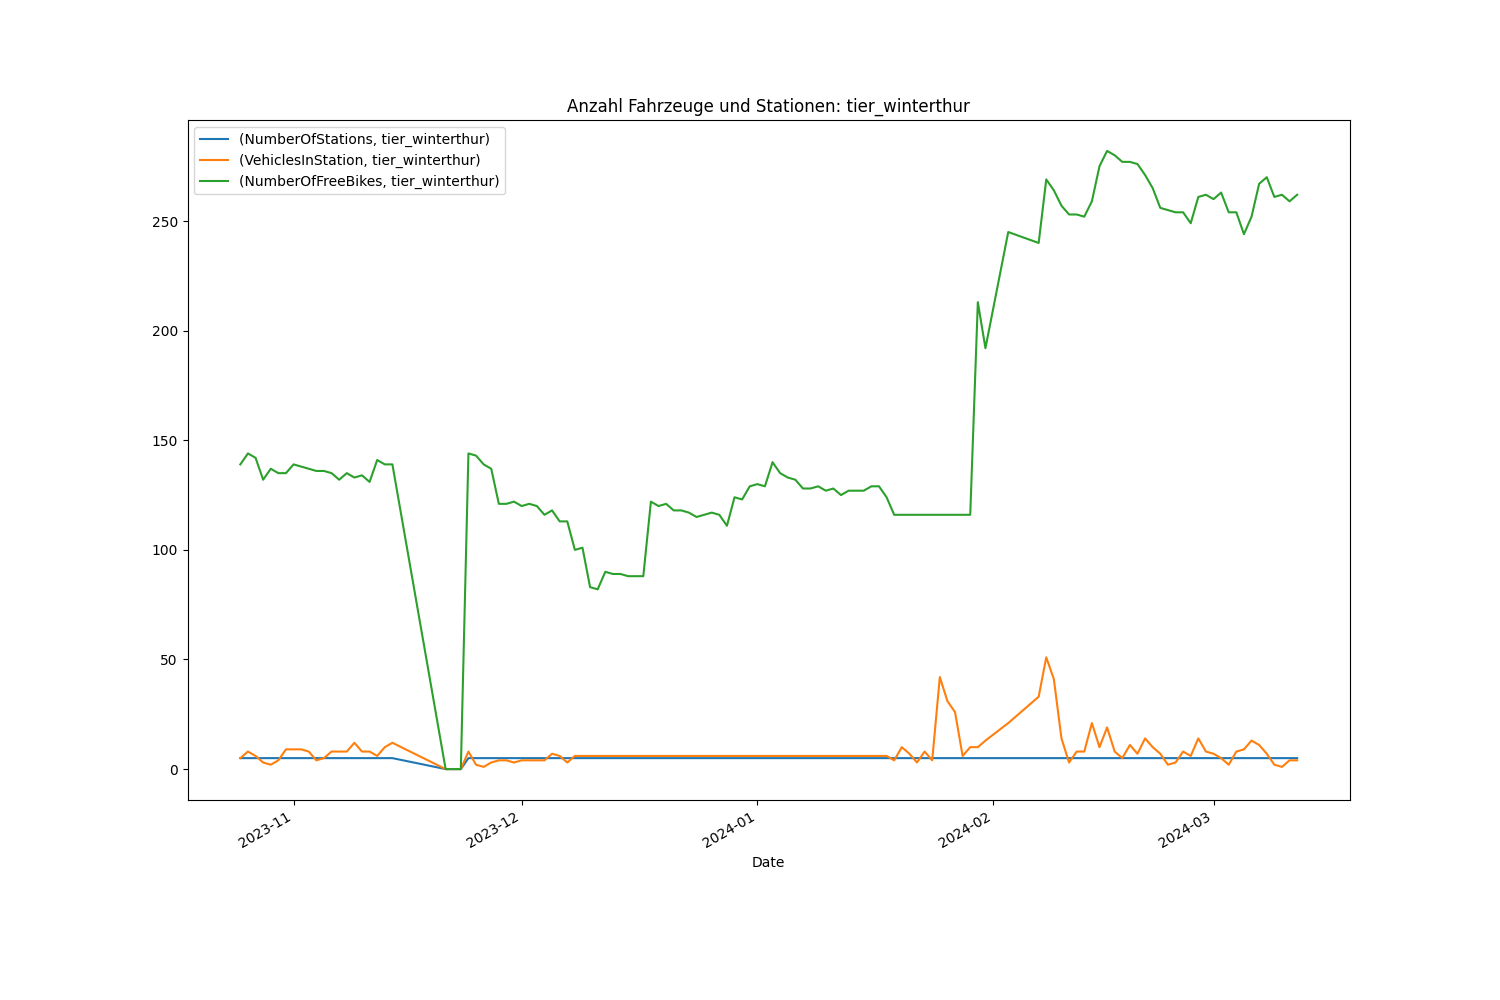 Anzahl Fahrzeuge und Stationen: tier_winterthur
(NumberOfStations, tier_winterthur)
(VehiclesInStation, tier_winterthur)
(NumberOfFreeBikes, tier_winterthur)
250
200
150
100
50
0
2023-11
2023-12
2024-01
2024-02
2024-03
Date